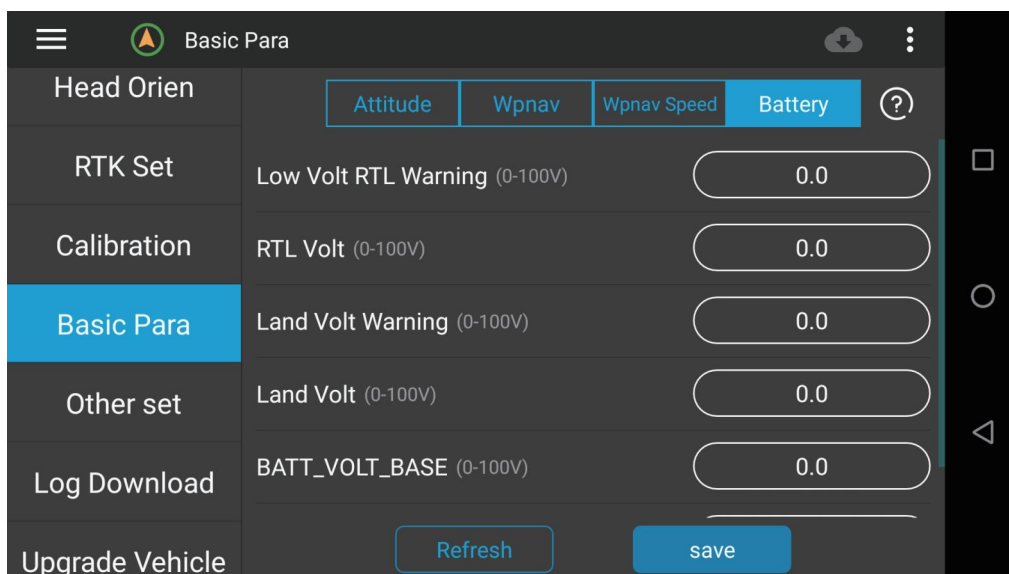 Basic Para
Head Orien
RTK Set
Calibration
Basic Para
Other set
Log Download
Upgrade Vehicle
Attitude Wpnav Wpnav Speed Battery ?
Low Volt RTL Warning (0-100V) 0.0
RTL Volt (0-100V) 0.0
Land Volt Warning (0-100V) 0.0
Land Volt (0-100V) 0.0
BATT_VOLT_BASE (0-100V) 0.0
Refresh save